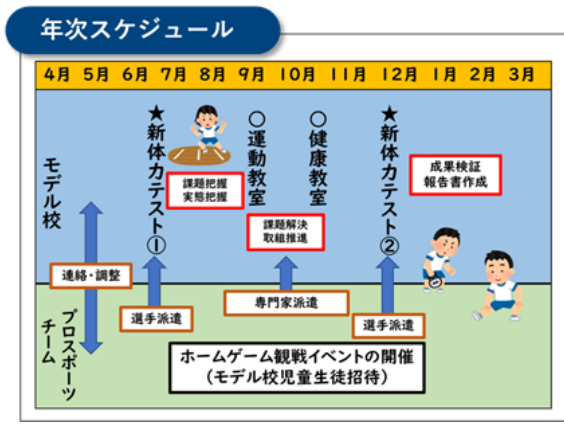 年次スケジュール
4月 5月 6月 7月 8月 9月 10月 11月 12月 1月 2月 3月
モデル校
★新体力テスト①
課題把握
実態把握
○運動教室
○健康教室
課題解決
取組推進
★新体力テスト②
成果検証
報告書作成
連絡・調整
プロスポーツ
チーム
選手派遣
専門家派遣
選手派遣
ホームゲーム観戦イベントの開催
(モデル校児童生徒招待)